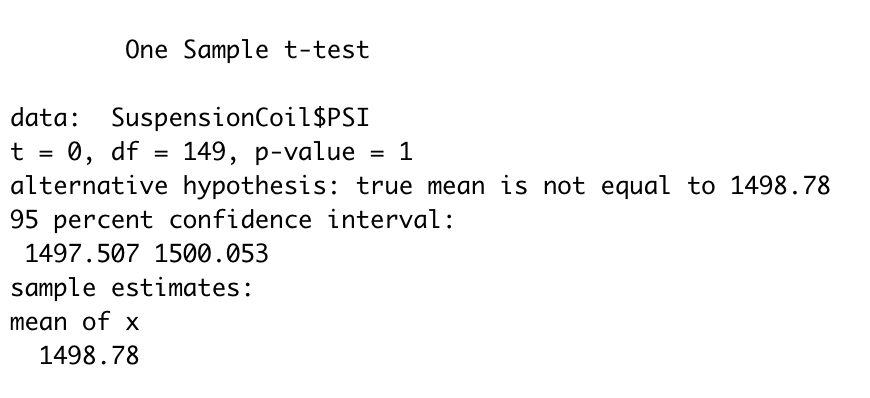 One Sample t-test
data:  SuspensionCoil$PSI
t = 0, df = 149, p-value = 1
alternative hypothesis: true mean is not equal to 1498.78
95 percent confidence interval:
1497.507 1500.053
sample estimates:
mean of x
1498.78